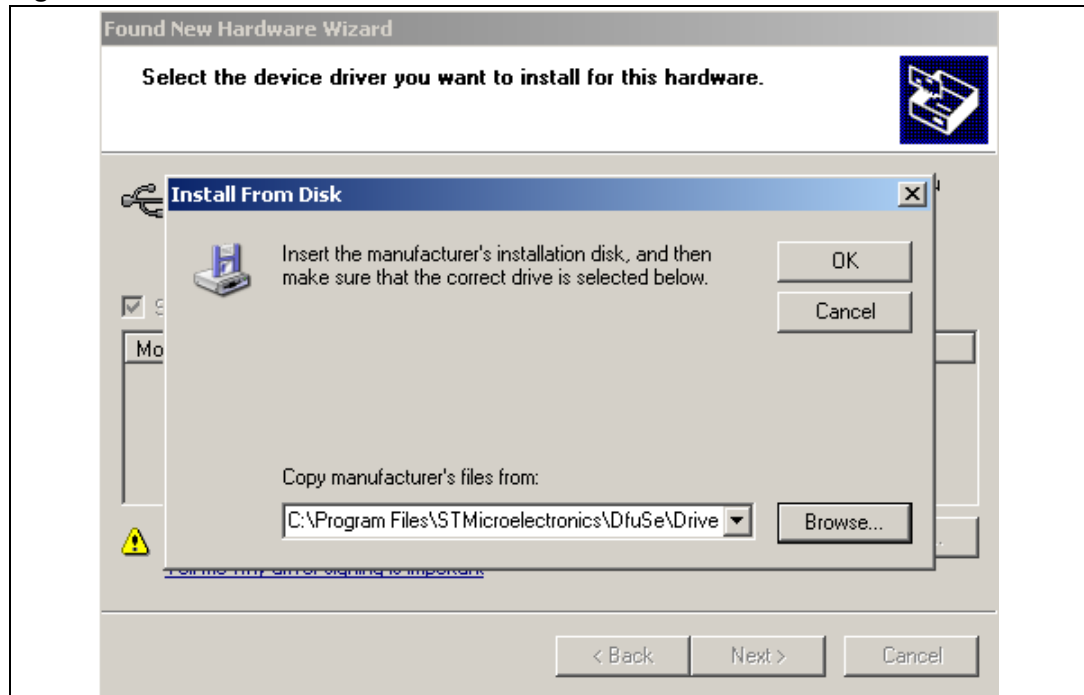 Found New Hardware Wizard
Select the device driver you want to install for this hardware.
Install From Disk
Insert the manufacturer's installation disk, and then
make sure that the correct drive is selected below.
OK
Cancel
Mo
Copy manufacturer's files from:
C:\Program Files\STMicroelectronics\DfuSe\Drive
Browse...
< Back
Next >
Cancel